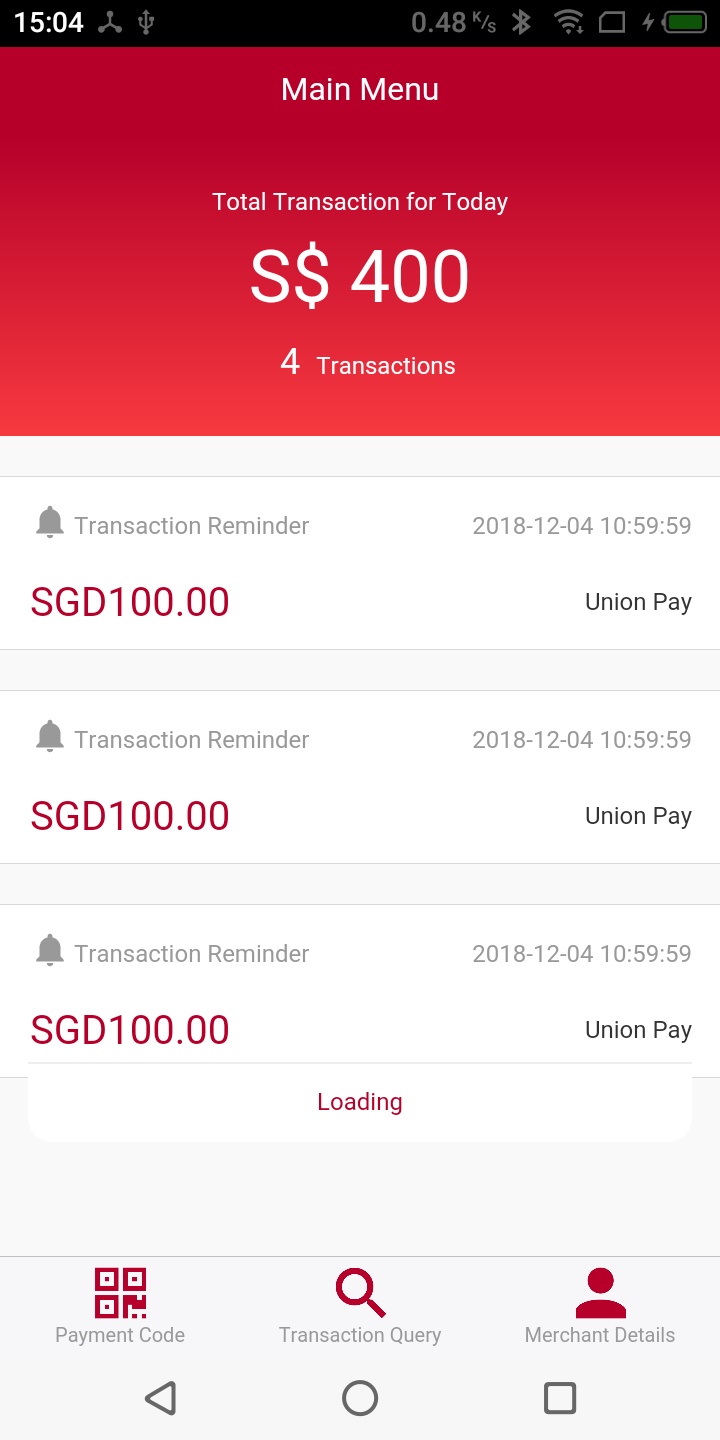 15:04 0.48 K/s
Main Menu
Total Transaction for Today
S$ 400
4 Transactions
Transaction Reminder 2018-12-04 10:59:59
SGD100.00 Union Pay
Transaction Reminder 2018-12-04 10:59:59
SGD100.00 Union Pay
Transaction Reminder 2018-12-04 10:59:59
SGD100.00 Union Pay
Loading
Payment Code Transaction Query Merchant Details